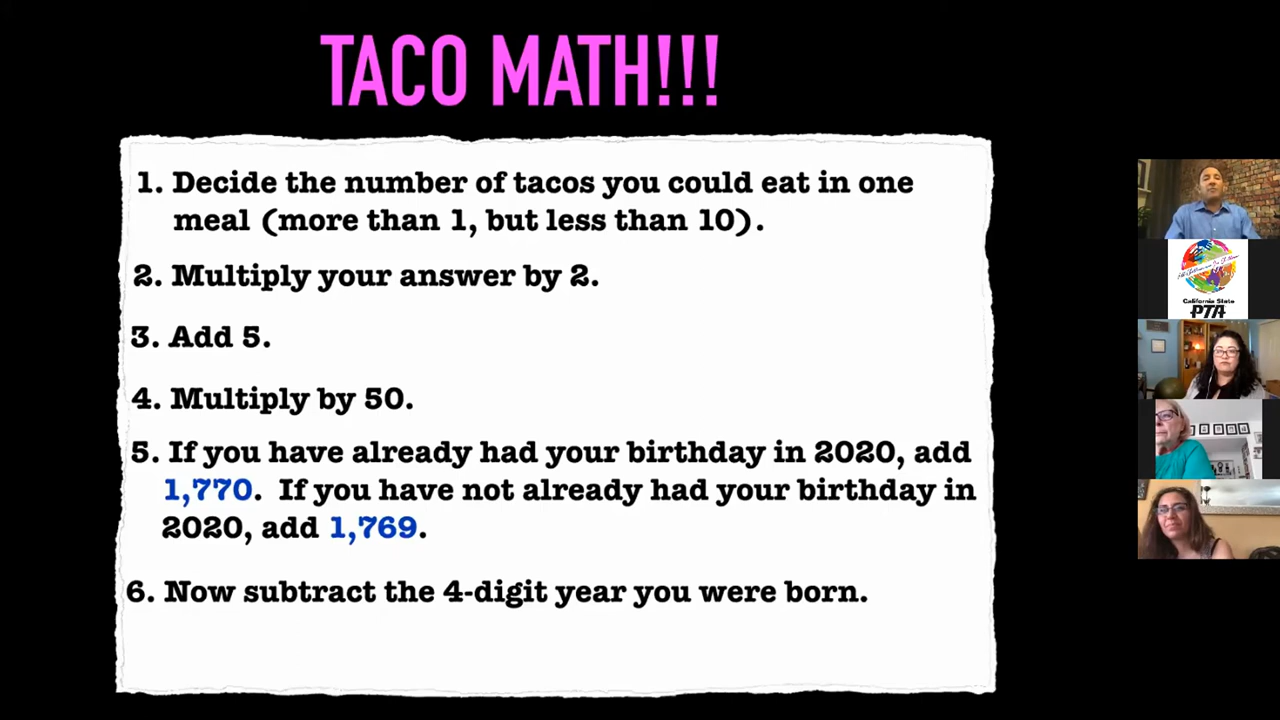 TACO MATH!!!
1. Decide the number of tacos you could eat in one
meal (more than 1, but less than 10).
2. Multiply your answer by 2.
3. Add 5.
4. Multiply by 50.
5. If you have already had your birthday in 2020, add
1,770. If you have not already had your birthday in
2020, add 1,769.
6. Now subtract the 4-digit year you were born.
California State
PTA